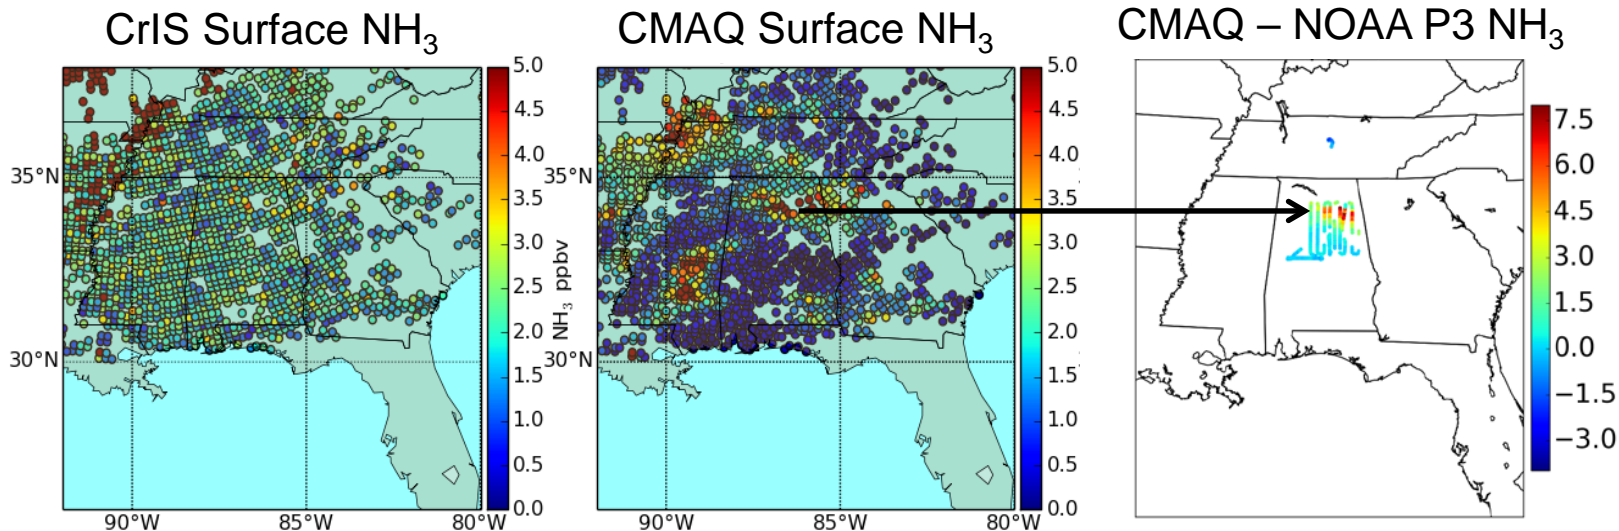 CrIS Surface NH₃
CMAQ Surface NH₃
CMAQ – NOAA P3 NH₃
35°N
30°N
90°W
85°W
80°W
5.0
4.5
4.0
3.5
3.0
2.5
2.0
1.5
1.0
0.5
0.0
NH₃ ppbv
35°N
30°N
90°W
85°W
80°W
5.0
4.5
4.0
3.5
3.0
2.5
2.0
1.5
1.0
0.5
0.0
7.5
6.0
4.5
3.0
1.5
0.0
−1.5
−3.0